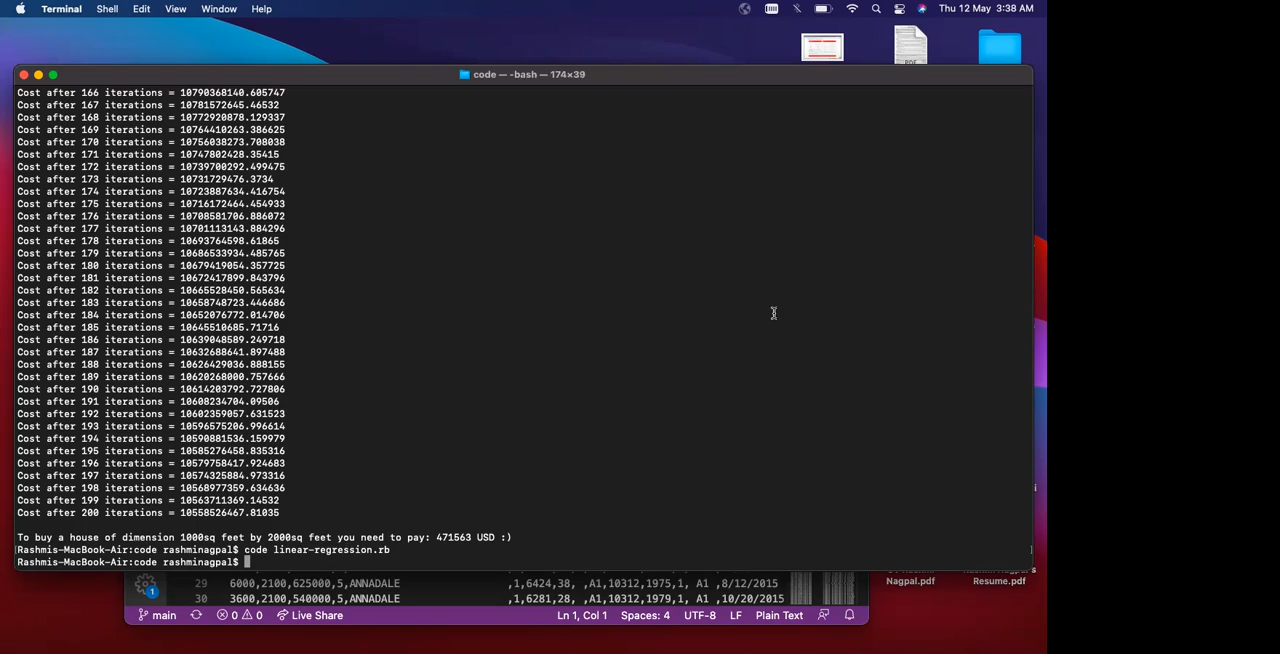 Terminal Shell Edit View Window Help Thu 12 May 3:38 AM
code — -bash — 174×39
Cost after 166 iterations = 10790368140.605747
Cost after 167 iterations = 10781572645.46532
Cost after 168 iterations = 10772920878.129337
Cost after 169 iterations = 10764410263.386625
Cost after 170 iterations = 10756038273.708038
Cost after 171 iterations = 10747802428.35415
Cost after 172 iterations = 10739700292.499475
Cost after 173 iterations = 10731729476.3734
Cost after 174 iterations = 10723887634.416754
Cost after 175 iterations = 10716172464.454933
Cost after 176 iterations = 10708581706.886072
Cost after 177 iterations = 10701113143.884296
Cost after 178 iterations = 10693764598.61865
Cost after 179 iterations = 10686533934.485765
Cost after 180 iterations = 10679419054.357725
Cost after 181 iterations = 10672417899.843796
Cost after 182 iterations = 10665528450.565634
Cost after 183 iterations = 10658748723.446686
Cost after 184 iterations = 10652076772.014706
Cost after 185 iterations = 10645510685.71716
Cost after 186 iterations = 10639048589.249718
Cost after 187 iterations = 10632688641.897488
Cost after 188 iterations = 10626429036.888155
Cost after 189 iterations = 10620268000.757666
Cost after 190 iterations = 10614203792.727806
Cost after 191 iterations = 10608234704.09506
Cost after 192 iterations = 10602359057.631523
Cost after 193 iterations = 10596575206.996614
Cost after 194 iterations = 10590881536.159979
Cost after 195 iterations = 10585276458.835316
Cost after 196 iterations = 10579758417.924683
Cost after 197 iterations = 10574325884.973316
Cost after 198 iterations = 10568977359.634636
Cost after 199 iterations = 10563711369.14532
Cost after 200 iterations = 10558526467.81035
To buy a house of dimension 1000sq feet by 2000sq feet you need to pay: 471563 USD :)
Rashmis-MacBook-Air:code rashminagpal$ code linear-regression.rb
Rashmis-MacBook-Air:code rashminagpal$
29 6000,2100,625000,5,ANNADALE ,1,6424,38, ,A1,10312,1975,1, A1 ,8/12/2015
30 3600,2100,540000,5,ANNADALE ,1,6281,28, ,A1,10312,1979,1, A1 ,10/20/2015
1
main 0 0 Live Share Ln 1, Col 1 Spaces: 4 UTF-8 LF Plain Text
Nagpal.pdf
Resume.pdf